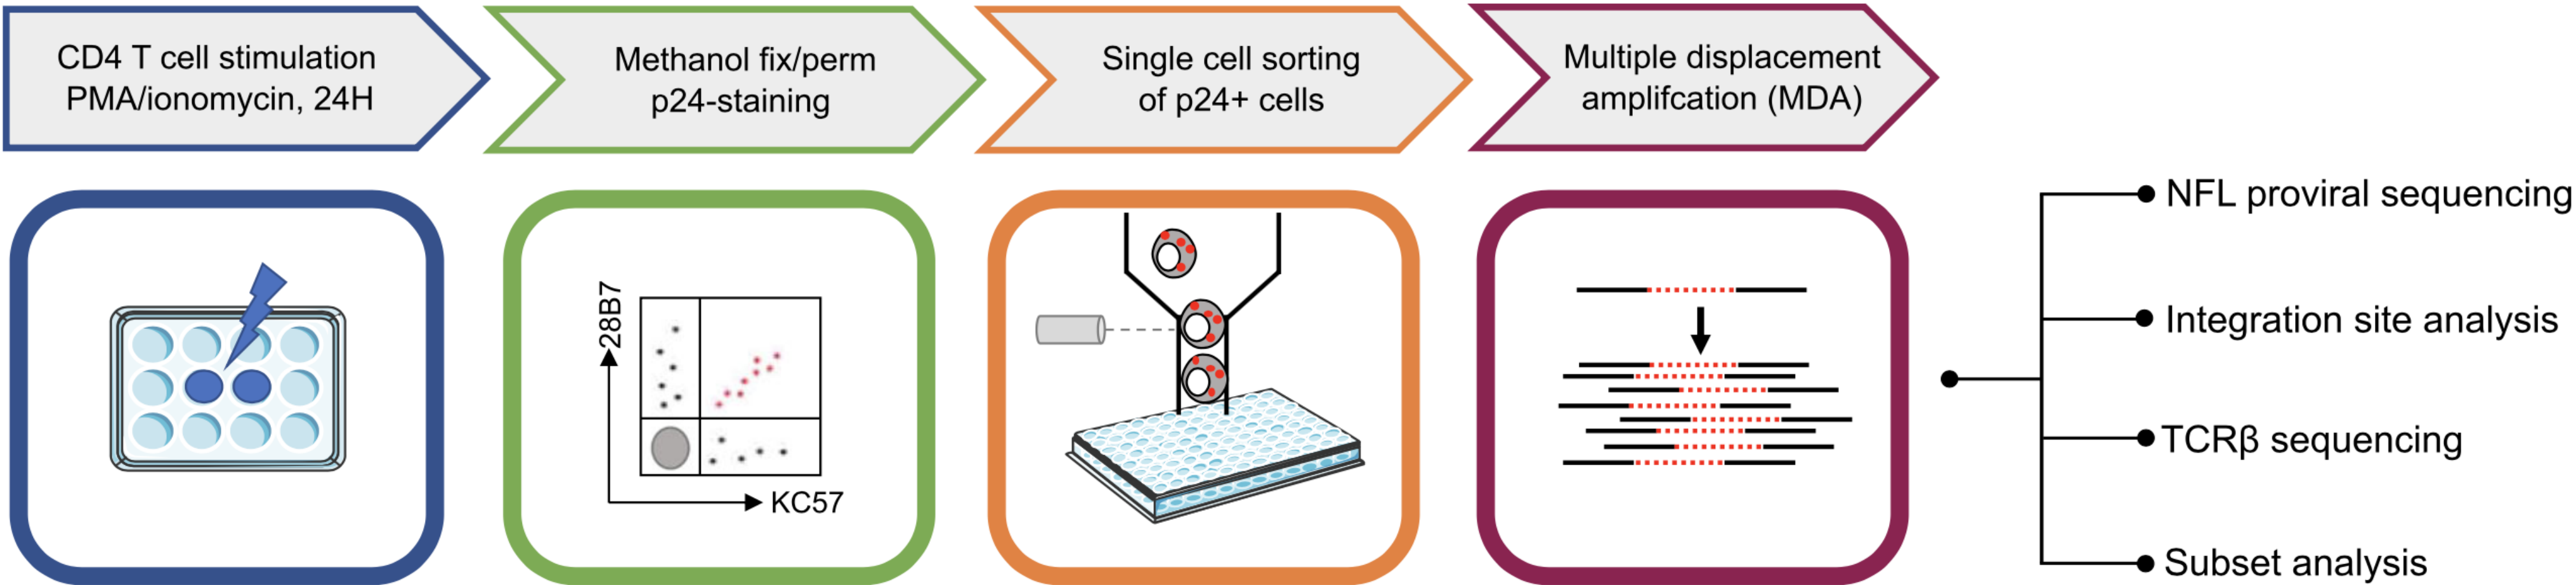 CD4 T cell stimulation
PMA/ionomycin, 24H
Methanol fix/perm
p24-staining
Single cell sorting
of p24+ cells
Multiple displacement
amplifcation (MDA)
28B7
KC57
NFL proviral sequencing
Integration site analysis
TCRβ sequencing
Subset analysis